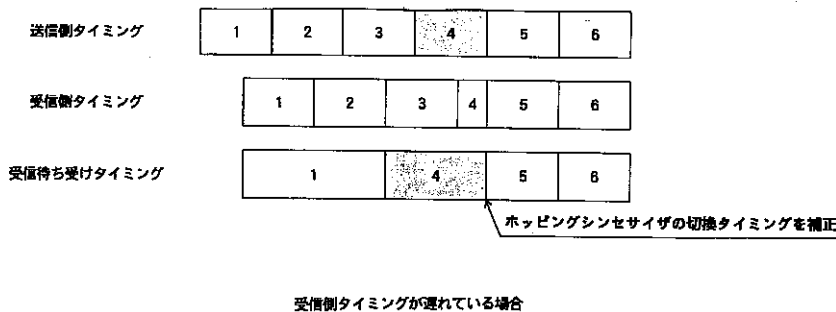 送信側タイミング 1 2 3 4 5 6
受信側タイミング 1 2 3 4 5 6
受信待ち受けタイミング 1 4 5 6
ホッピングシンセサイザの切換タイミングを補正
受信側タイミングが遅れている場合